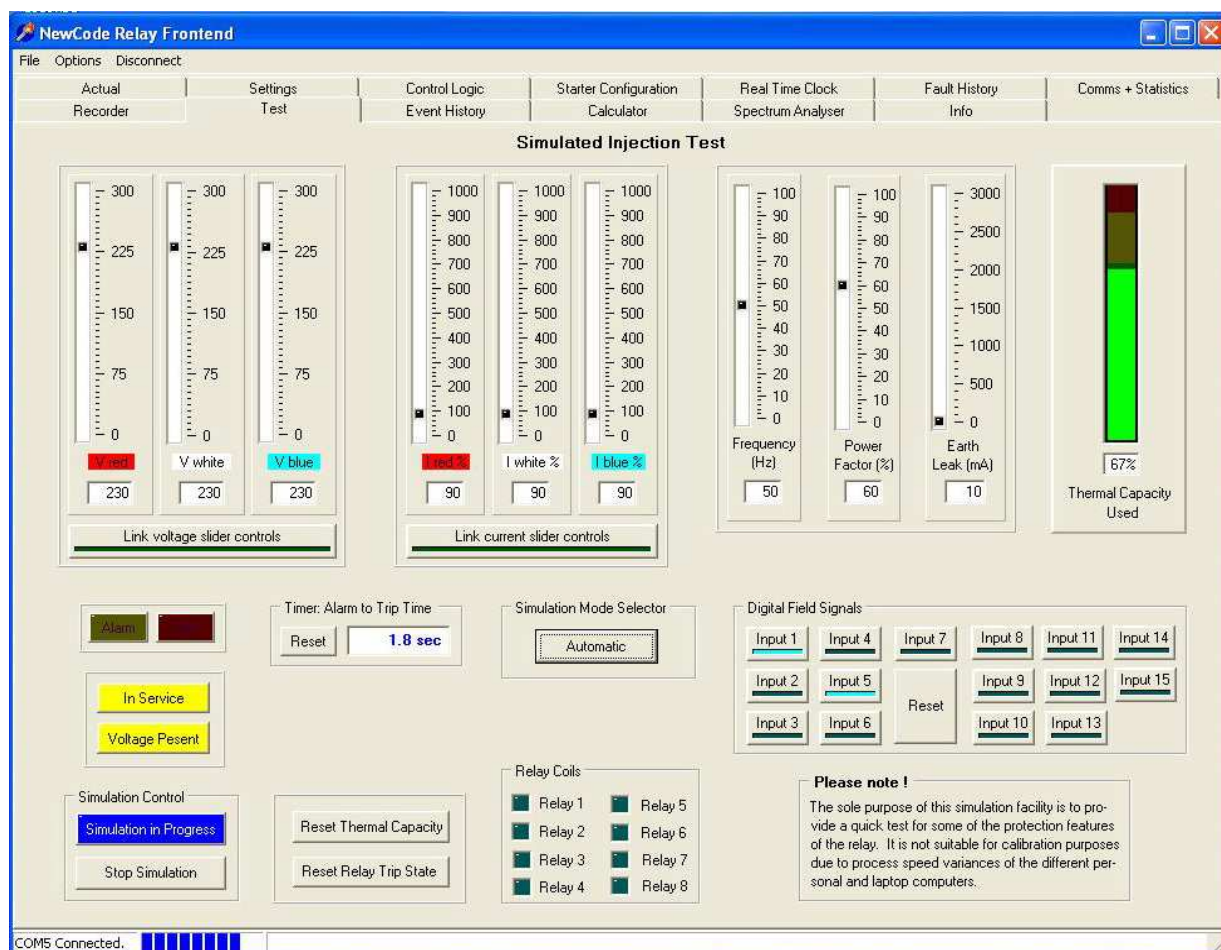 NewCode Relay Frontend
File Options Disconnect
Actual Settings Control Logic Starter Configuration Real Time Clock Fault History Comms + Statistics
Recorder Test Event History Calculator Spectrum Analyser Info
Simulated Injection Test
300 300 300
225 225 225
150 150 150
75 75 75
0 0 0
V red V white V blue
230 230 230
Link voltage slider controls
1000 1000 1000
900 900 900
800 800 800
700 700 700
600 600 600
500 500 500
400 400 400
300 300 300
200 200 200
100 100 100
0 0 0
I red % I white % I blue %
90 90 90
Link current slider controls
100 100 3000
90 90
80 80 2500
70 70
60 60 2000
50 50 1500
40 40
30 30 1000
20 20 500
10 10
0 0 0
Frequency (Hz)
Power Factor (%)
Earth Leak (mA)
50 60 10
67%
Thermal Capacity
Used
Alarm
Timer: Alarm to Trip Time
Reset 1.8 sec
Simulation Mode Selector
Automatic
Digital Field Signals
Input 1 Input 4 Input 7 Input 8 Input 11 Input 14
Input 2 Input 5 Reset Input 9 Input 12 Input 15
Input 3 Input 6 Input 10 Input 13
In Service
Voltage Pesent
Simulation Control
Simulation in Progress
Stop Simulation
Reset Thermal Capacity
Reset Relay Trip State
Relay Coils
Relay 1 Relay 5
Relay 2 Relay 6
Relay 3 Relay 7
Relay 4 Relay 8
Please note !
The sole purpose of this simulation facility is to pro-
vide a quick test for some of the protection features
of the relay. It is not suitable for calibration purposes
due to process speed variances of the different per-
sonal and laptop computers.
COM5 Connected.